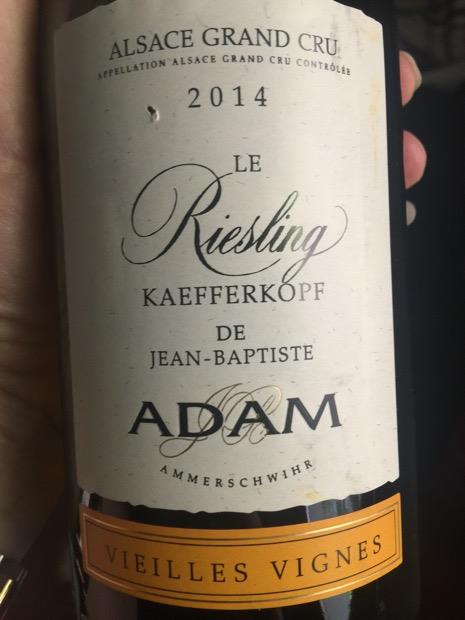 ALSACE GRAND CRU
APPELLATION ALSACE GRAND CRU CONTRÔLÉE
2014
LE
Riesling
KAEFFERKOPF
DE
JEAN-BAPTISTE
ADAM
AMMERSCHWIHR
VIEILLES VIGNES